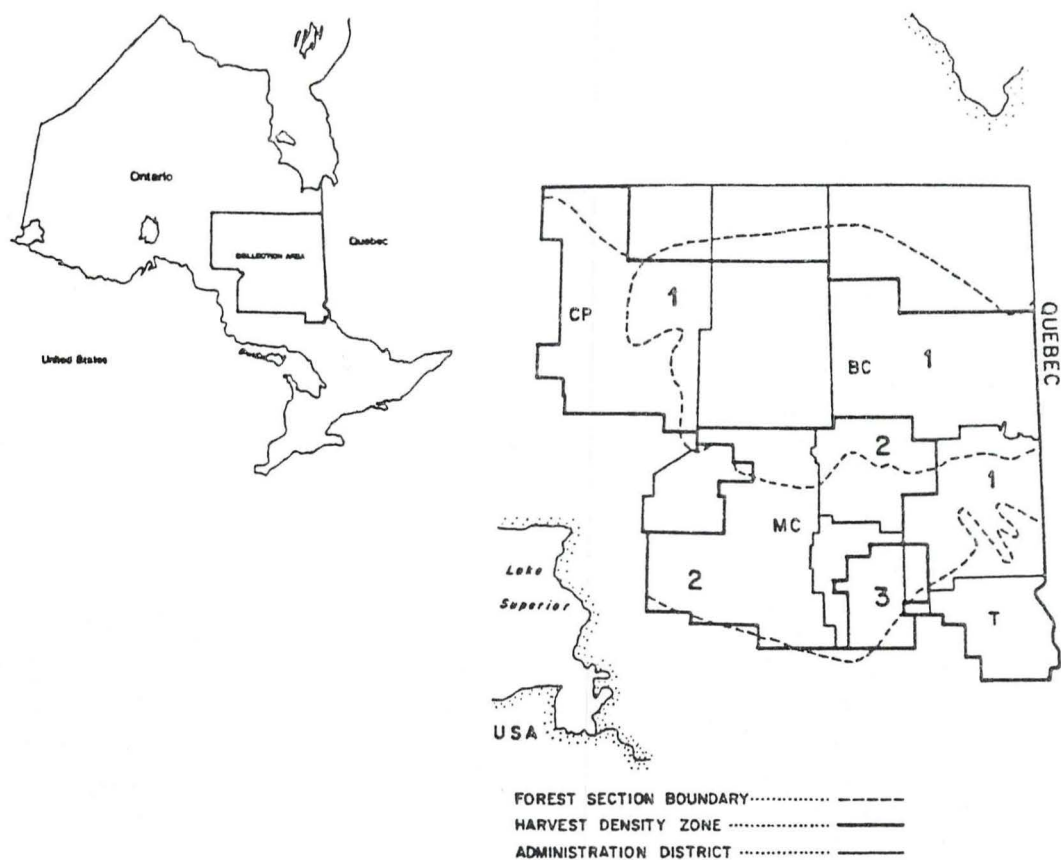 Ontario
Quebec
COLLECTION AREA
United States
QUEBEC
CP
1
BC
1
2
1
MC
2
3
T
Lake
Superior
USA
FOREST SECTION BOUNDARY
HARVEST DENSITY ZONE
ADMINISTRATION DISTRICT